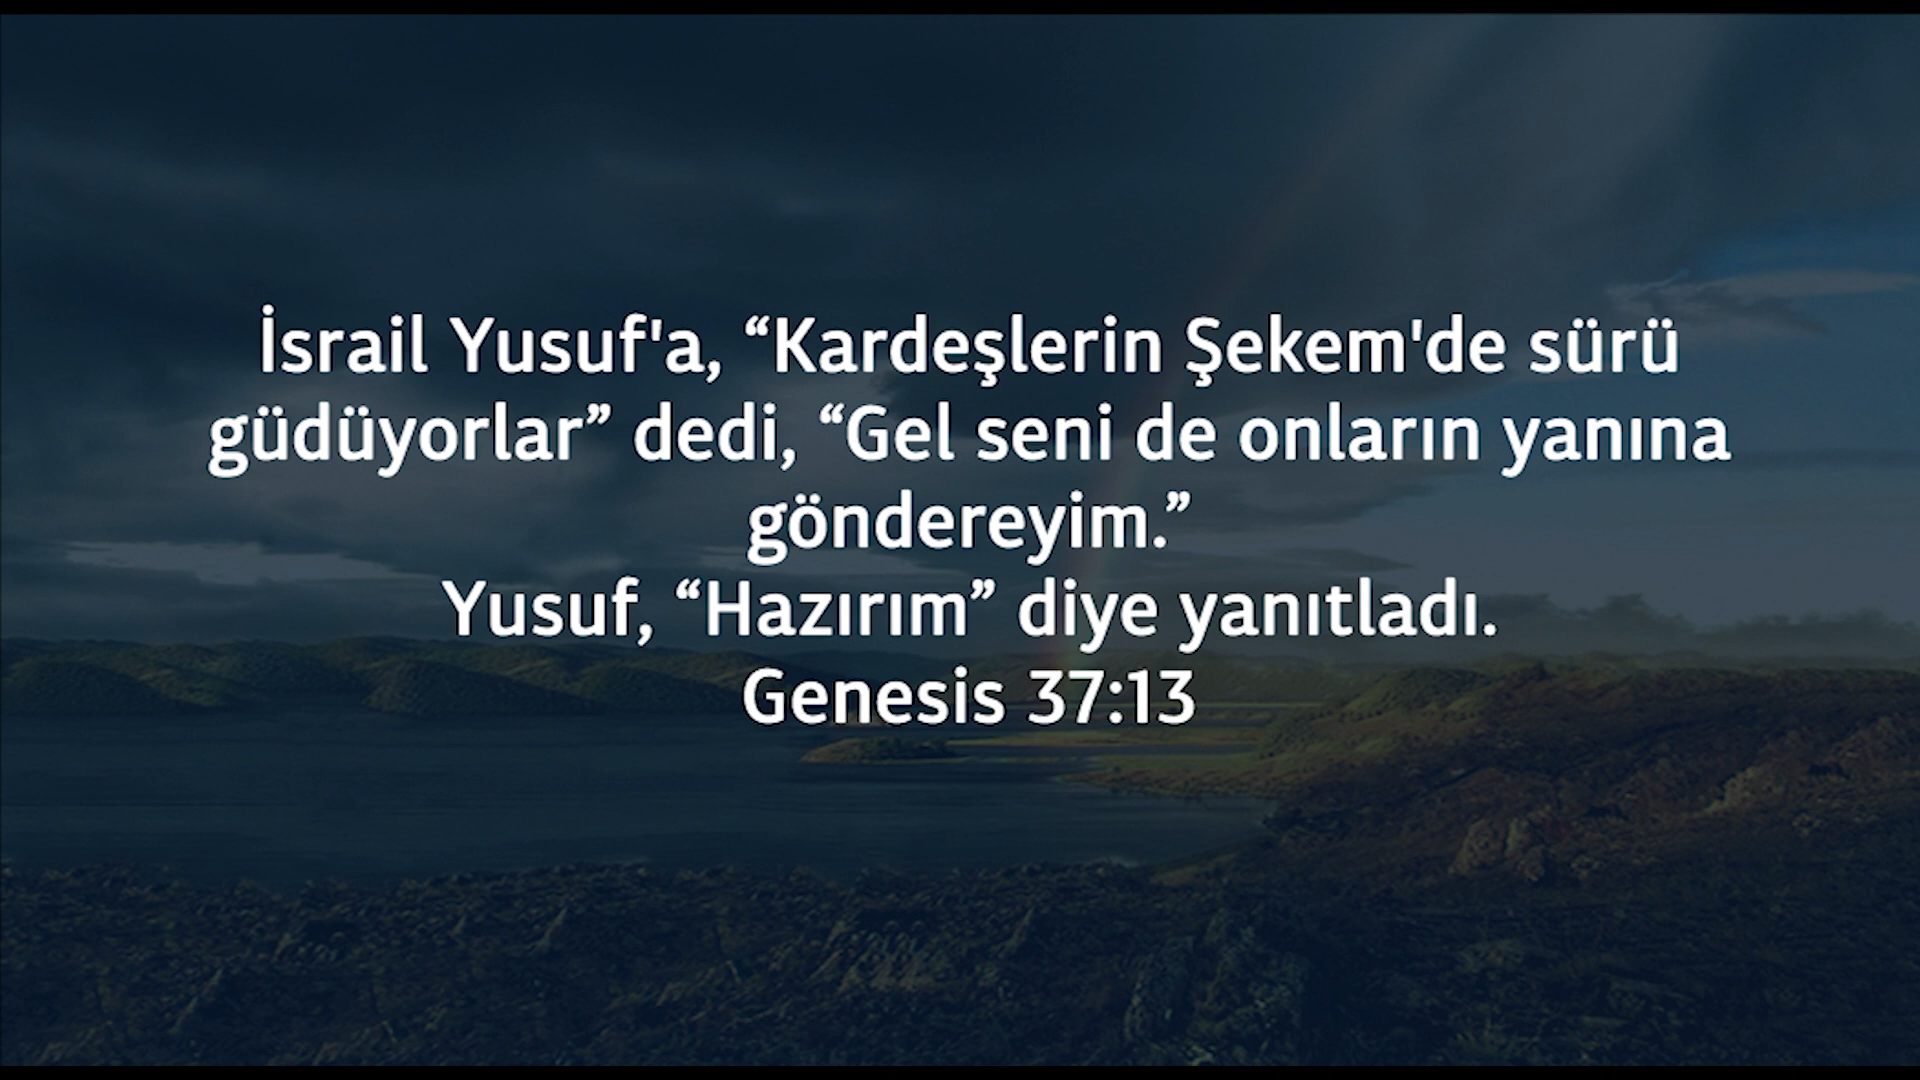 İsrail Yusuf'a, “Kardeşlerin Şekem'de sürü
güdüyorlar” dedi, “Gel seni de onların yanına
göndereyim.”
Yusuf, “Hazırım” diye yanıtladı.
Genesis 37:13